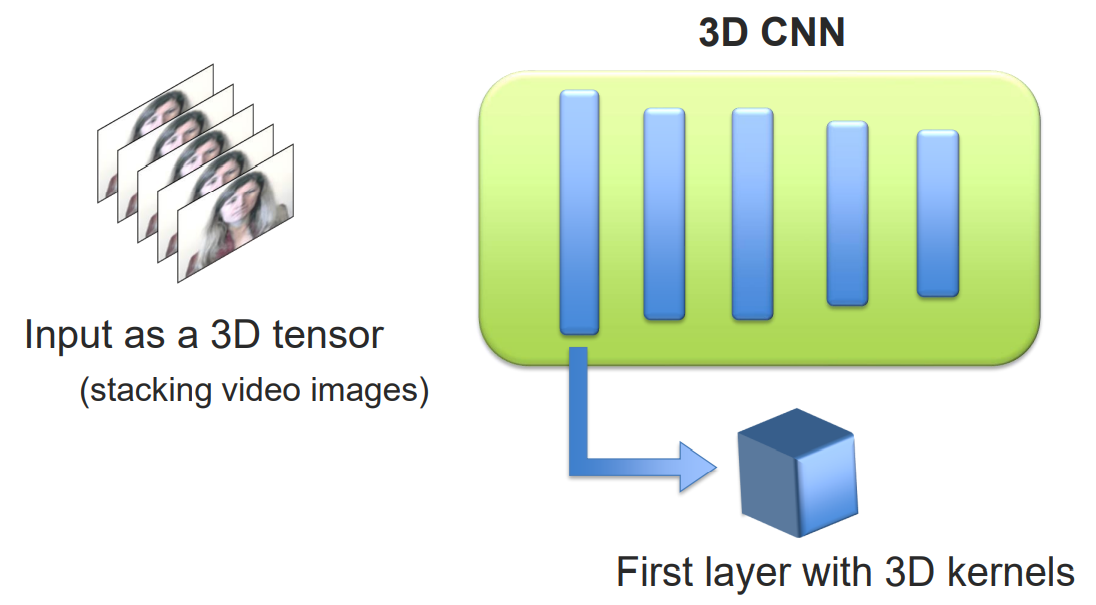 3D CNN
Input as a 3D tensor
(stacking video images)
First layer with 3D kernels